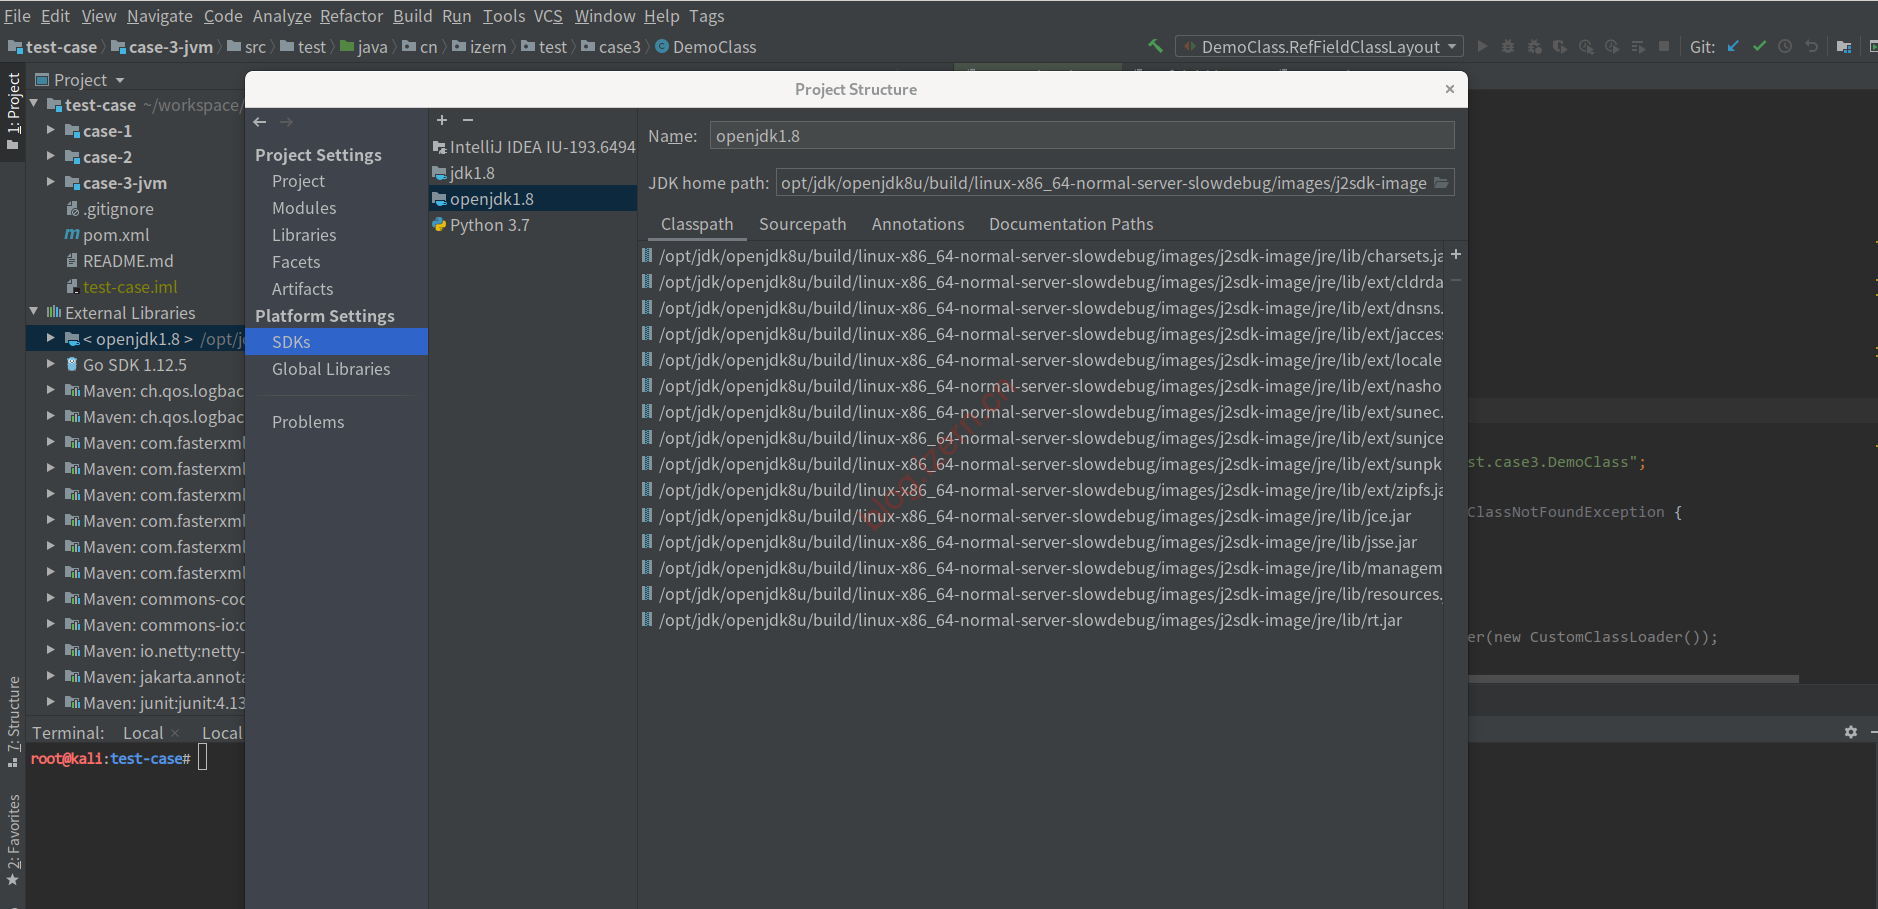 File Edit View Navigate Code Analyze Refactor Build Run Tools VCS Window Help Tags
test-case case-3-jvm src test java cn izern test case3 DemoClass
DemoClass.RefFieldClassLayout Git:
1: Project
Project
test-case ~/workspace/
case-1
case-2
case-3-jvm
.gitignore
pom.xml
README.md
test-case.iml
External Libraries
< openjdk1.8 > /opt/j
Go SDK 1.12.5
Maven: ch.qos.logbac
Maven: ch.qos.logbac
Maven: com.fasterxml
Maven: com.fasterxml
Maven: com.fasterxml
Maven: com.fasterxml
Maven: com.fasterxml
Maven: com.fasterxml
Maven: commons-cod
Maven: commons-io:c
Maven: io.netty:netty-
Maven: jakarta.annota
Maven: junit:junit:4.13
7: Structure
2: Favorites
Terminal: Local Local
root@kali:test-case#
Project Structure
Project Settings
Project
Modules
Libraries
Facets
Artifacts
Platform Settings
SDKs
Global Libraries
Problems
IntelliJ IDEA IU-193.6494
jdk1.8
openjdk1.8
Python 3.7
Name: openjdk1.8
JDK home path: opt/jdk/openjdk8u/build/linux-x86_64-normal-server-slowdebug/images/j2sdk-image
Classpath Sourcepath Annotations Documentation Paths
/opt/jdk/openjdk8u/build/linux-x86_64-normal-server-slowdebug/images/j2sdk-image/jre/lib/charsets.ja
/opt/jdk/openjdk8u/build/linux-x86_64-normal-server-slowdebug/images/j2sdk-image/jre/lib/ext/cldrda
/opt/jdk/openjdk8u/build/linux-x86_64-normal-server-slowdebug/images/j2sdk-image/jre/lib/ext/dnsns.
/opt/jdk/openjdk8u/build/linux-x86_64-normal-server-slowdebug/images/j2sdk-image/jre/lib/ext/jaccess
/opt/jdk/openjdk8u/build/linux-x86_64-normal-server-slowdebug/images/j2sdk-image/jre/lib/ext/locale
/opt/jdk/openjdk8u/build/linux-x86_64-normal-server-slowdebug/images/j2sdk-image/jre/lib/ext/nasho
/opt/jdk/openjdk8u/build/linux-x86_64-normal-server-slowdebug/images/j2sdk-image/jre/lib/ext/sunec.
/opt/jdk/openjdk8u/build/linux-x86_64-normal-server-slowdebug/images/j2sdk-image/jre/lib/ext/sunjce
/opt/jdk/openjdk8u/build/linux-x86_64-normal-server-slowdebug/images/j2sdk-image/jre/lib/ext/sunpk
/opt/jdk/openjdk8u/build/linux-x86_64-normal-server-slowdebug/images/j2sdk-image/jre/lib/ext/zipfs.ja
/opt/jdk/openjdk8u/build/linux-x86_64-normal-server-slowdebug/images/j2sdk-image/jre/lib/jce.jar
/opt/jdk/openjdk8u/build/linux-x86_64-normal-server-slowdebug/images/j2sdk-image/jre/lib/jsse.jar
/opt/jdk/openjdk8u/build/linux-x86_64-normal-server-slowdebug/images/j2sdk-image/jre/lib/managem
/opt/jdk/openjdk8u/build/linux-x86_64-normal-server-slowdebug/images/j2sdk-image/jre/lib/resources.
/opt/jdk/openjdk8u/build/linux-x86_64-normal-server-slowdebug/images/j2sdk-image/jre/lib/rt.jar
blog.izern.cn
st.case3.DemoClass";
ClassNotFoundException {
er(new CustomClassLoader());